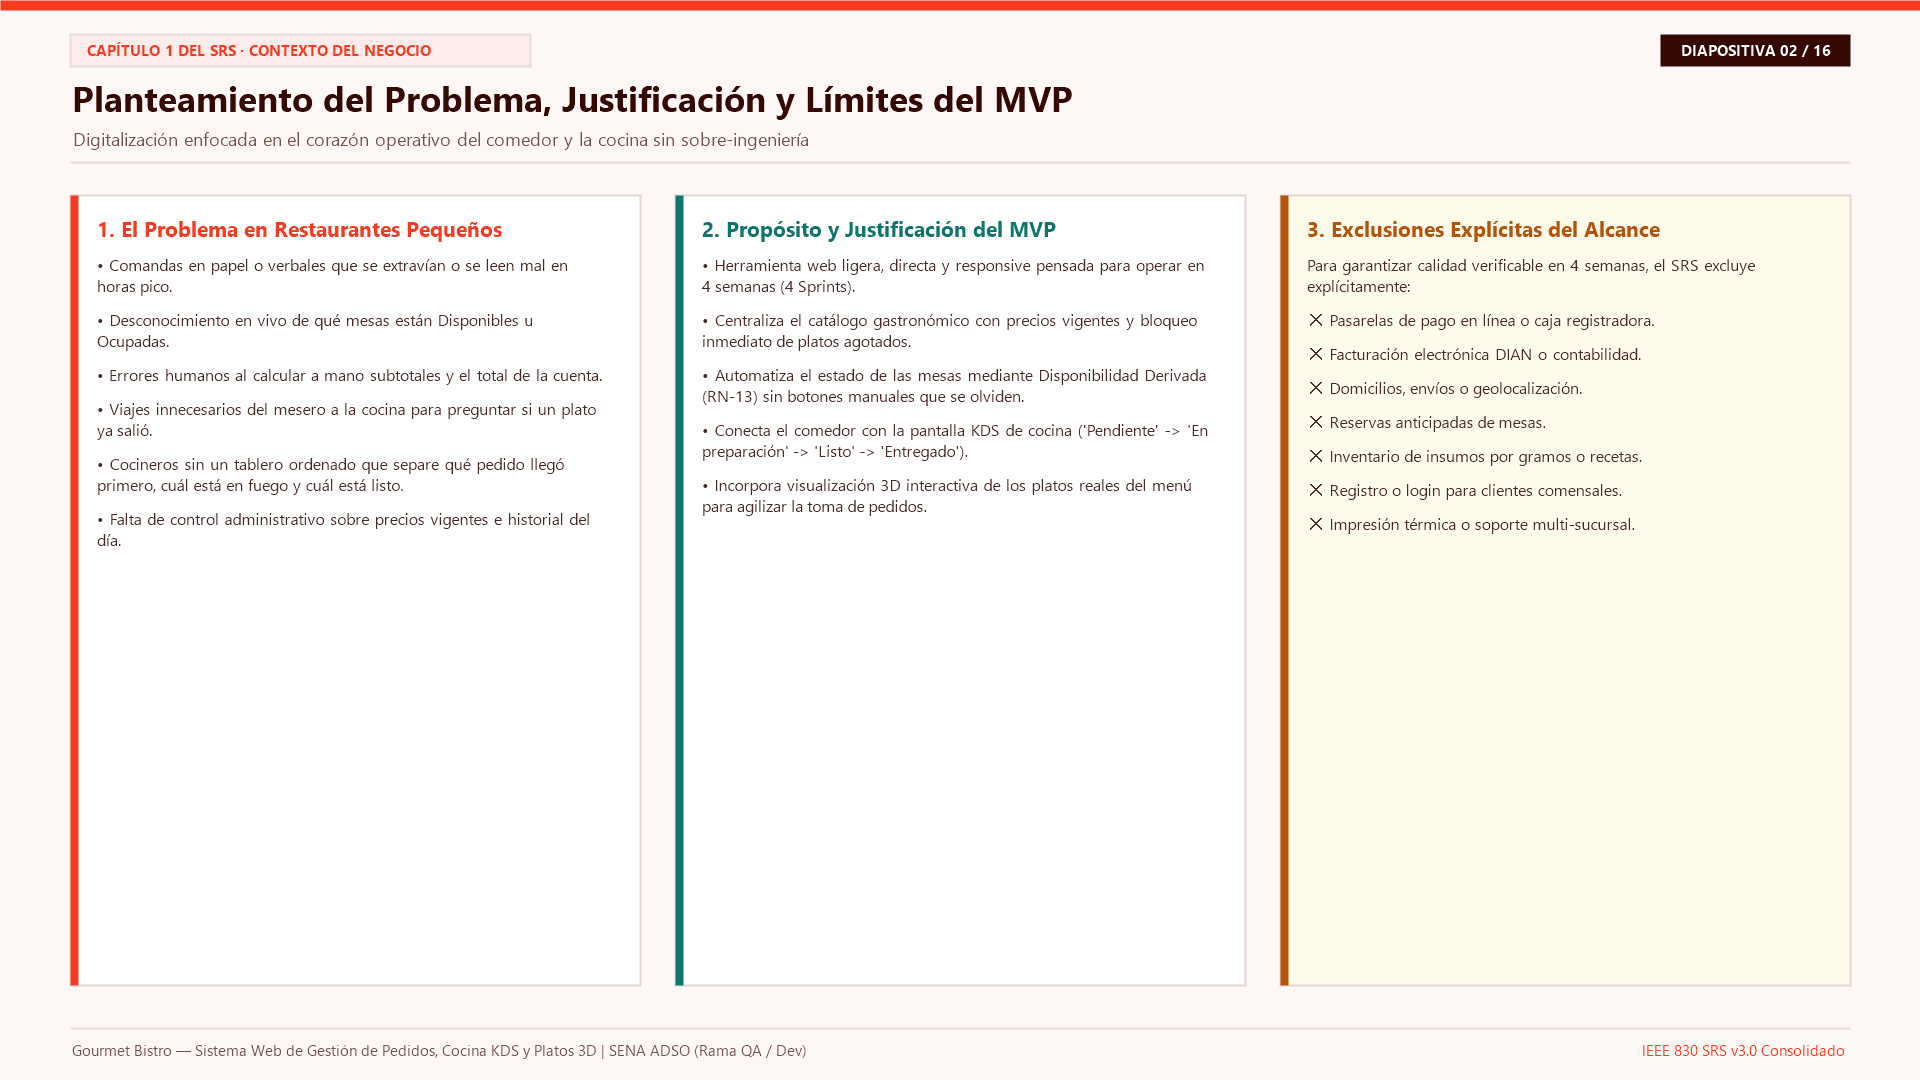 CAPÍTULO 1 DEL SRS · CONTEXTO DEL NEGOCIO
DIAPOSITIVA 02 / 16
Planteamiento del Problema, Justificación y Límites del MVP
Digitalización enfocada en el corazón operativo del comedor y la cocina sin sobre-ingeniería
1. El Problema en Restaurantes Pequeños
• Comandas en papel o verbales que se extravían o se leen mal en
horas pico.
• Desconocimiento en vivo de qué mesas están Disponibles u
Ocupadas.
• Errores humanos al calcular a mano subtotales y el total de la cuenta.
• Viajes innecesarios del mesero a la cocina para preguntar si un plato
ya salió.
• Cocineros sin un tablero ordenado que separe qué pedido llegó
primero, cuál está en fuego y cuál está listo.
• Falta de control administrativo sobre precios vigentes e historial del
día.
2. Propósito y Justificación del MVP
• Herramienta web ligera, directa y responsive pensada para operar en
4 semanas (4 Sprints).
• Centraliza el catálogo gastronómico con precios vigentes y bloqueo
inmediato de platos agotados.
• Automatiza el estado de las mesas mediante Disponibilidad Derivada
(RN-13) sin botones manuales que se olviden.
• Conecta el comedor con la pantalla KDS de cocina ('Pendiente' -> 'En
preparación' -> 'Listo' -> 'Entregado').
• Incorpora visualización 3D interactiva de los platos reales del menú
para agilizar la toma de pedidos.
3. Exclusiones Explícitas del Alcance
Para garantizar calidad verificable en 4 semanas, el SRS excluye
explícitamente:
✕ Pasarelas de pago en línea o caja registradora.
✕ Facturación electrónica DIAN o contabilidad.
✕ Domicilios, envíos o geolocalización.
✕ Reservas anticipadas de mesas.
✕ Inventario de insumos por gramos o recetas.
✕ Registro o login para clientes comensales.
✕ Impresión térmica o soporte multi-sucursal.
Gourmet Bistro — Sistema Web de Gestión de Pedidos, Cocina KDS y Platos 3D | SENA ADSO (Rama QA / Dev)
IEEE 830 SRS v3.0 Consolidado